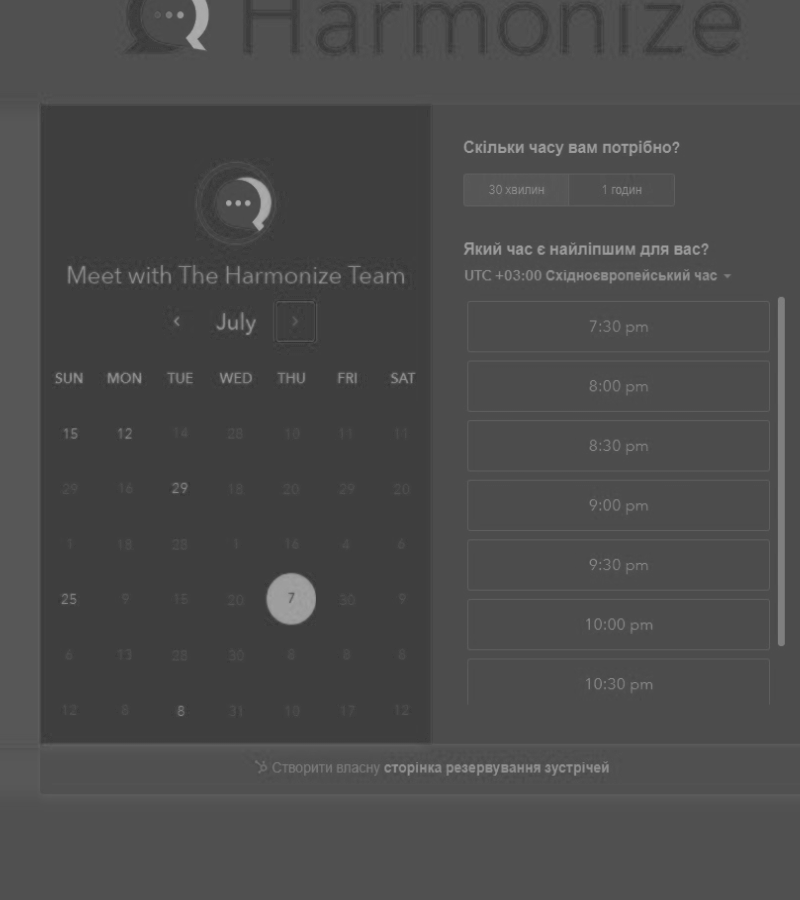 Harmonize
Meet with The Harmonize Team
July
SUN MON TUE WED THU FRI SAT
15 12 14 28 10 11 11
29 16 29 18 20 29 20
1 18 28 1 16 4 6
25 9 15 20 7 30 9
6 13 28 30 8 8 8
12 8 8 31 10 17 12
Скільки часу вам потрібно?
30 хвилин 1 годин
Який час є найліпшим для вас?
UTC +03:00 Східноєвропейський час
7:30 pm
8:00 pm
8:30 pm
9:00 pm
9:30 pm
10:00 pm
10:30 pm
Створити власну сторінка резервування зустрічей